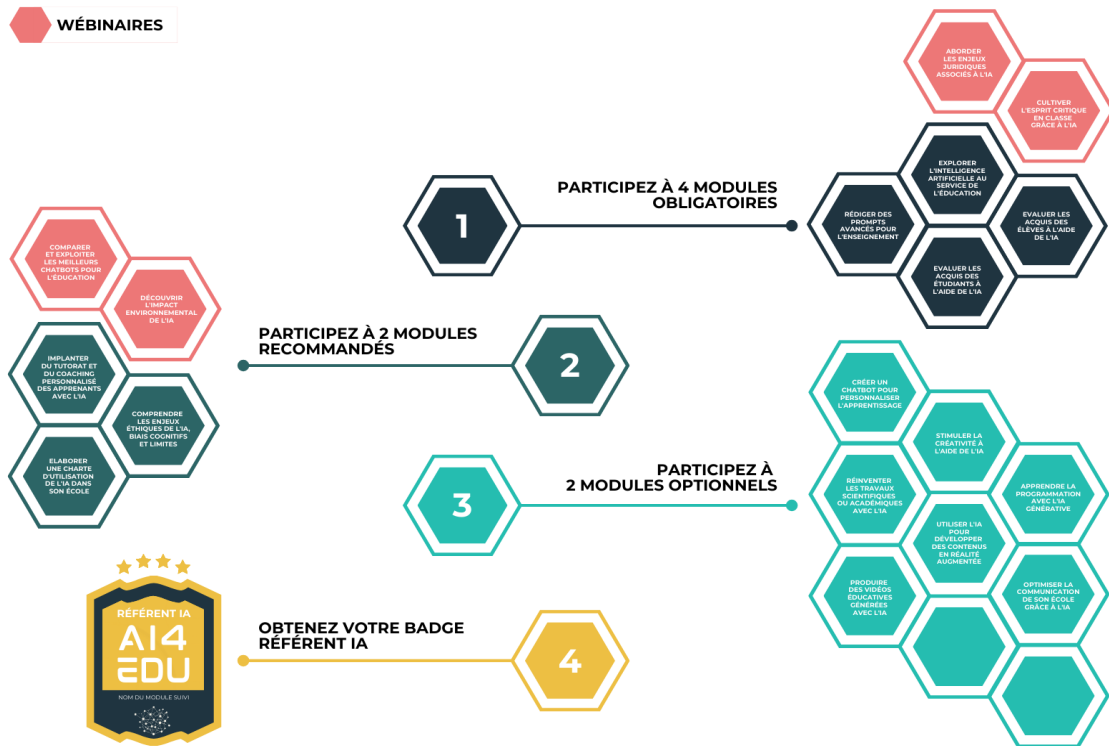 WÉBINAIRES
ABORDER
LES ENJEUX
JURIDIQUES
ASSOCIÉS À L'IA
CULTIVER
L'ESPRIT CRITIQUE
EN CLASSE
GRÂCE À L'IA
1
PARTICIPEZ À 4 MODULES
OBLIGATOIRES
EXPLORER
L'INTELLIGENCE
ARTIFICIELLE AU
SERVICE DE
L'ÉDUCATION
RÉDIGER DES
PROMPTS
AVANCÉS POUR
L'ENSEIGNEMENT
EVALUER LES
ACQUIS DES
ÉLÈVES À L'AIDE
DE L'IA
EVALUER LES
ACQUIS DES
ÉTUDIANTS À
L'AIDE DE L'IA
COMPARER
ET EXPLOITER
LES MEILLEURS
CHATBOTS POUR
L'ÉDUCATION
DÉCOUVRIR
L'IMPACT
ENVIRONNEMENTAL
DE L'IA
IMPLANTER
DU TUTORAT ET
DU COACHING
PERSONNALISÉ
DES APPRENANTS
AVEC L'IA
COMPRENDRE
LES ENJEUX
ÉTHIQUES DE L'IA,
BIAIS COGNITIFS
ET LIMITES
ELABORER
UNE CHARTE
D'UTILISATION
DE L'IA DANS
SON ÉCOLE
PARTICIPEZ À 2 MODULES
RECOMMANDÉS
2
3
PARTICIPEZ À
2 MODULES OPTIONNELS
CRÉER UN
CHATBOT POUR
PERSONNALISER
L'APPRENTISSAGE
STIMULER LA
CRÉATIVITÉ À
L'AIDE DE L'IA
RÉINVENTER
LES TRAVAUX
SCIENTIFIQUES
OU ACADÉMIQUES
AVEC L'IA
APPRENDRE LA
PROGRAMMATION
AVEC L'IA
GÉNÉRATIVE
UTILISER L'IA
POUR
DÉVELOPPER
DES CONTENUS
EN RÉALITÉ
AUGMENTÉE
PRODUIRE
DES VIDÉOS
ÉDUCATIVES
GÉNÉRÉES
AVEC L'IA
OPTIMISER LA
COMMUNICATION
DE SON ÉCOLE
GRÂCE À L'IA
RÉFÉRENT IA
AI4
EDU
NOM DU MODULE SUIVI
OBTENEZ VOTRE BADGE
RÉFÉRENT IA
4